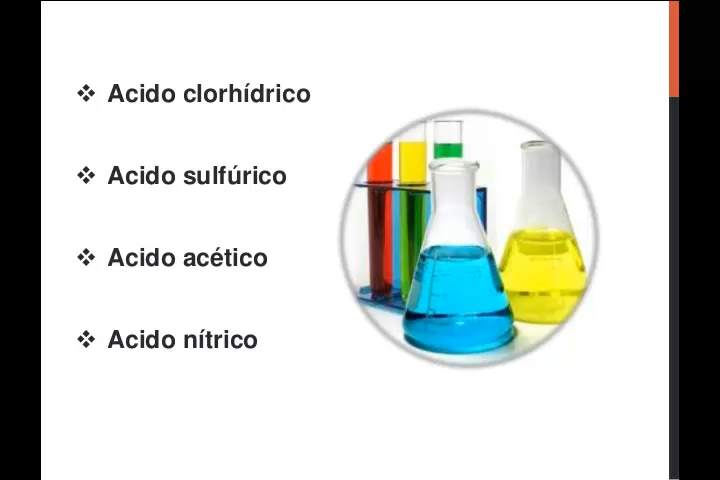 Acido clorhídrico
Acido sulfúrico
Acido acético
Acido nítrico